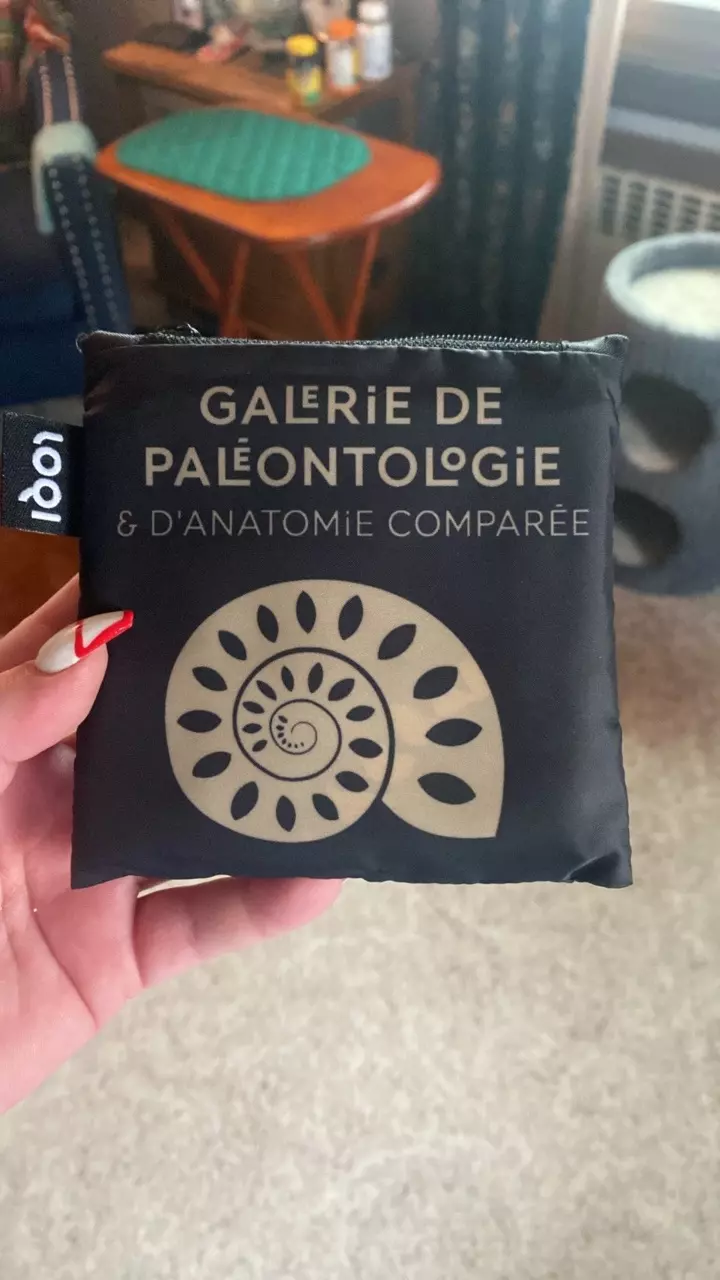 GALERiE DE
PALÉONTOLOGiE
& D'ANATOMiE COMPARÉE
LOQI